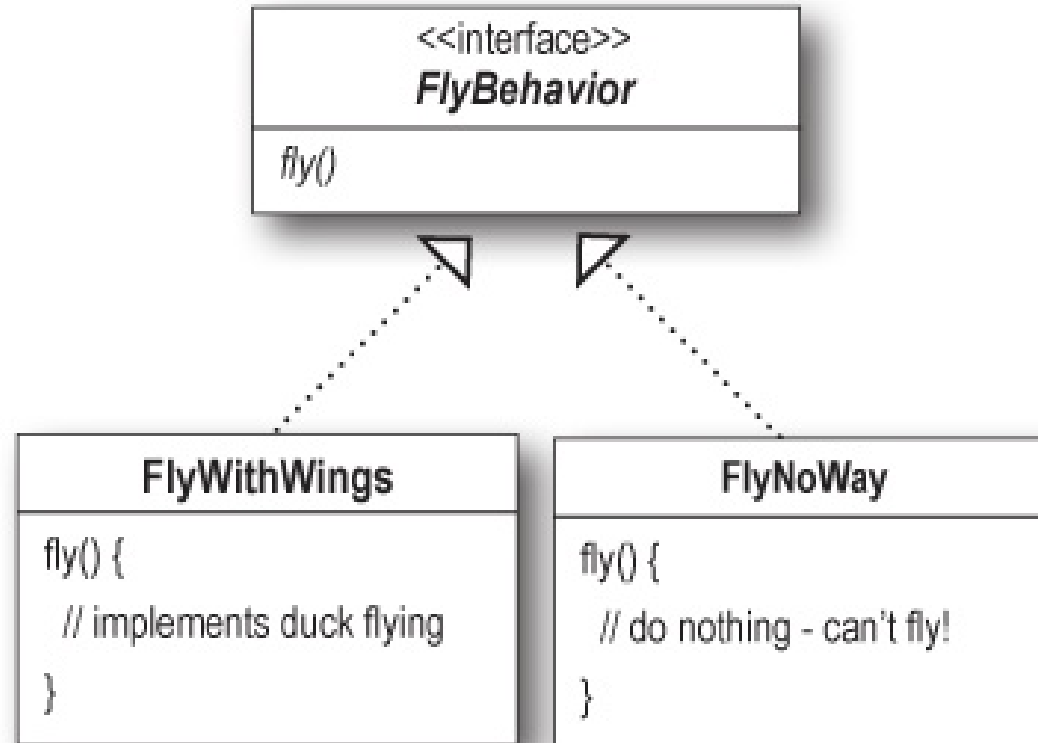 <<interface>>
FlyBehavior
fly()
FlyWithWings
fly() {
// implements duck flying
}
FlyNoWay
fly() {
// do nothing - can't fly!
}